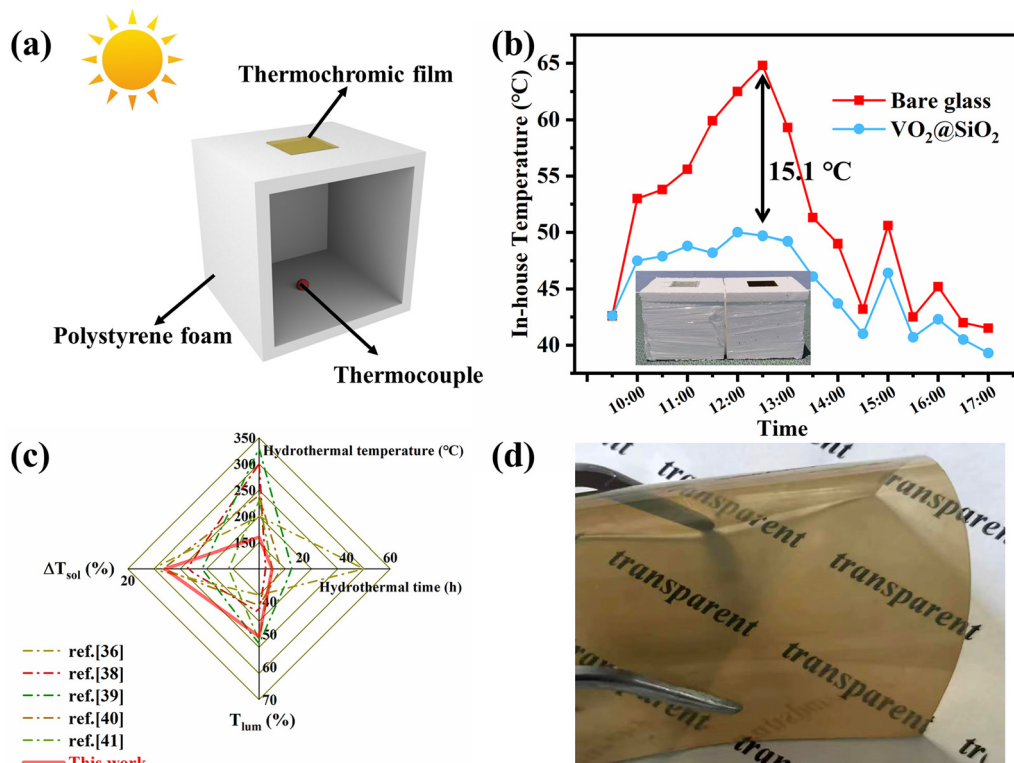 (a)
Thermochromic film
Polystyrene foam
Thermocouple
(b)
In-house Temperature (℃)
65
60
55
50
45
40
Bare glass
VO₂@SiO₂
15.1 ℃
10:00
11:00
12:00
13:00
14:00
15:00
16:00
17:00
Time
(c)
350
Hydrothermal temperature (℃)
300
250
200
150
20
40
60
Hydrothermal time (h)
20
ΔTsol (%)
40
50
60
70
Tlum (%)
ref.[36]
ref.[38]
ref.[39]
ref.[40]
ref.[41]
This work
(d)
transparent
transparent
transparent
transparent
transparent
transparent